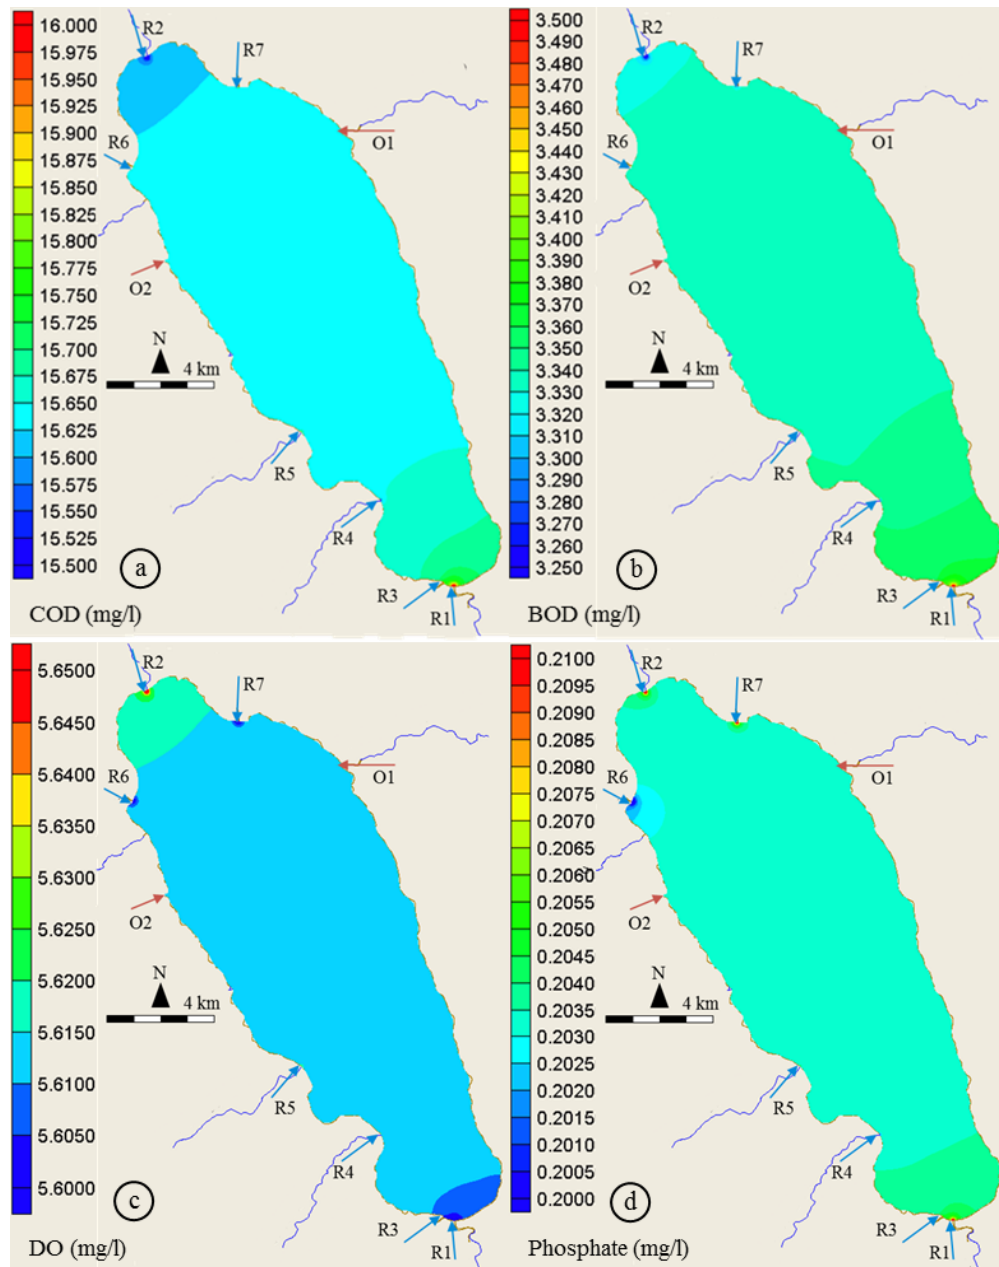 16.000
15.975
15.950
15.925
15.900
15.875
15.850
15.825
15.800
15.775
15.750
15.725
15.700
15.675
15.650
15.625
15.600
15.575
15.550
15.525
15.500
R2
R7
O1
R6
O2
N
4 km
R5
R4
R3
R1
a
COD (mg/l)
3.500
3.490
3.480
3.470
3.460
3.450
3.440
3.430
3.420
3.410
3.400
3.390
3.380
3.370
3.360
3.350
3.340
3.330
3.320
3.310
3.300
3.290
3.280
3.270
3.260
3.250
R2
R7
O1
R6
O2
N
4 km
R5
R4
R3
R1
b
BOD (mg/l)
5.6500
5.6450
5.6400
5.6350
5.6300
5.6250
5.6200
5.6150
5.6100
5.6050
5.6000
R2
R7
O1
R6
O2
N
4 km
R5
R4
R3
R1
c
DO (mg/l)
0.2100
0.2095
0.2090
0.2085
0.2080
0.2075
0.2070
0.2065
0.2060
0.2055
0.2050
0.2045
0.2040
0.2035
0.2030
0.2025
0.2020
0.2015
0.2010
0.2005
0.2000
R2
R7
O1
R6
O2
N
4 km
R5
R4
R3
R1
d
Phosphate (mg/l)